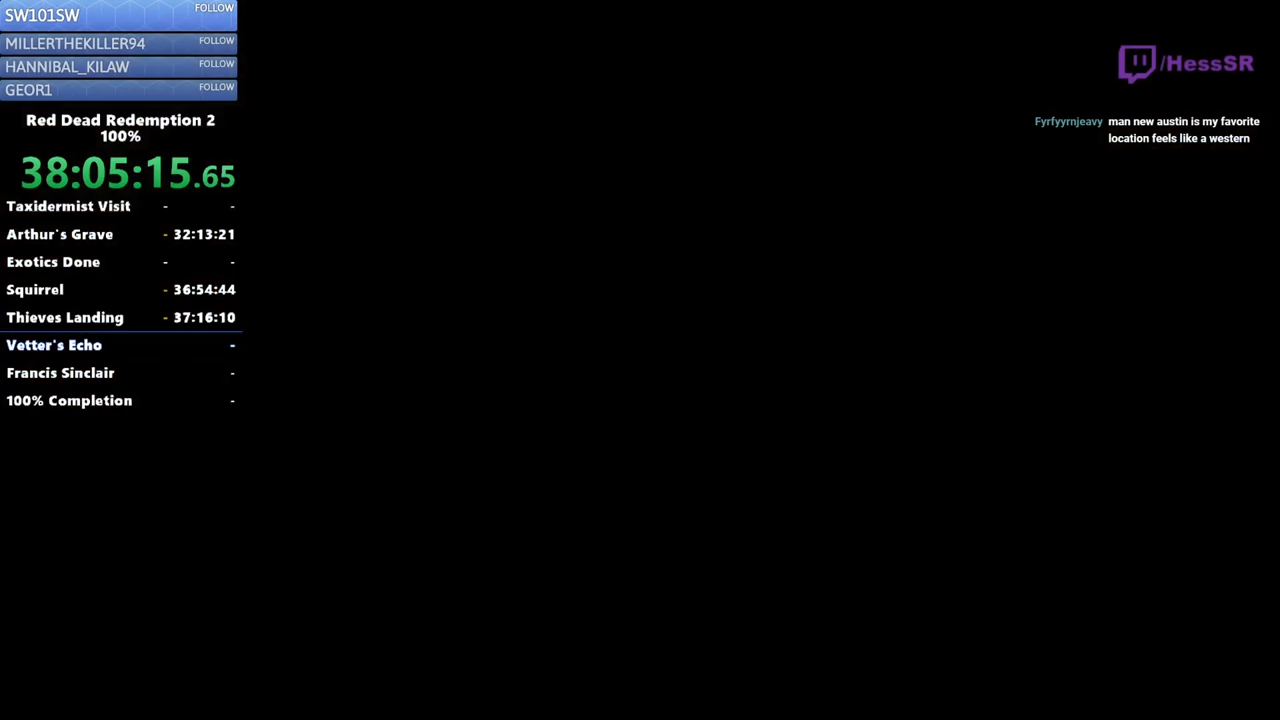 SW101SW FOLLOW
MILLERTHEKILLER94 FOLLOW
HANNIBAL_KILAW FOLLOW
GEOR1 FOLLOW
Red Dead Redemption 2
100%
38:05:15.65
Taxidermist Visit - -
Arthur's Grave - 32:13:21
Exotics Done - -
Squirrel - 36:54:44
Thieves Landing - 37:16:10
Vetter's Echo -
Francis Sinclair -
100% Completion -
/HessSR
Fyrfyyrnjeavy man new austin is my favorite
location feels like a western